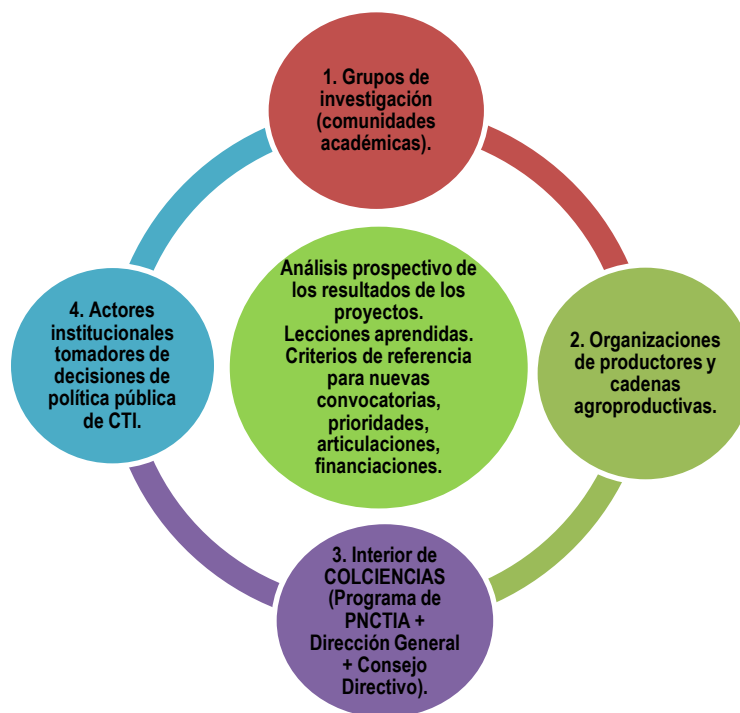 1. Grupos de
investigación
(comunidades
académicas).
Análisis prospectivo de
los resultados de los
proyectos.
Lecciones aprendidas.
Criterios de referencia
para nuevas
convocatorias,
prioridades,
articulaciones,
financiaciones.
2. Organizaciones
de productores y
cadenas
agroproductivas.
3. Interior de
COLCIENCIAS
(Programa de
PNCTIA +
Dirección General
+ Consejo
Directivo).
4. Actores
institucionales
tomadores de
decisiones de
política pública
de CTI.